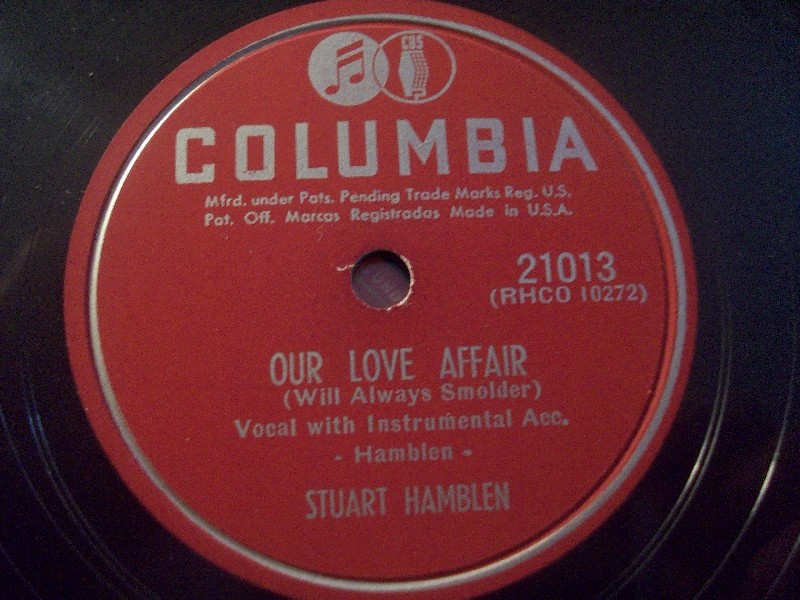 CBS
COLUMBIA
Mfrd. under Pats. Pending Trade Marks Reg. U.S.
Pat. Off. Marcas Registradas Made in U.S.A.
21013
(RHCO 10272)
OUR LOVE AFFAIR
(Will Always Smolder)
Vocal with Instrumental Acc.
- Hamblen -
STUART HAMBLEN